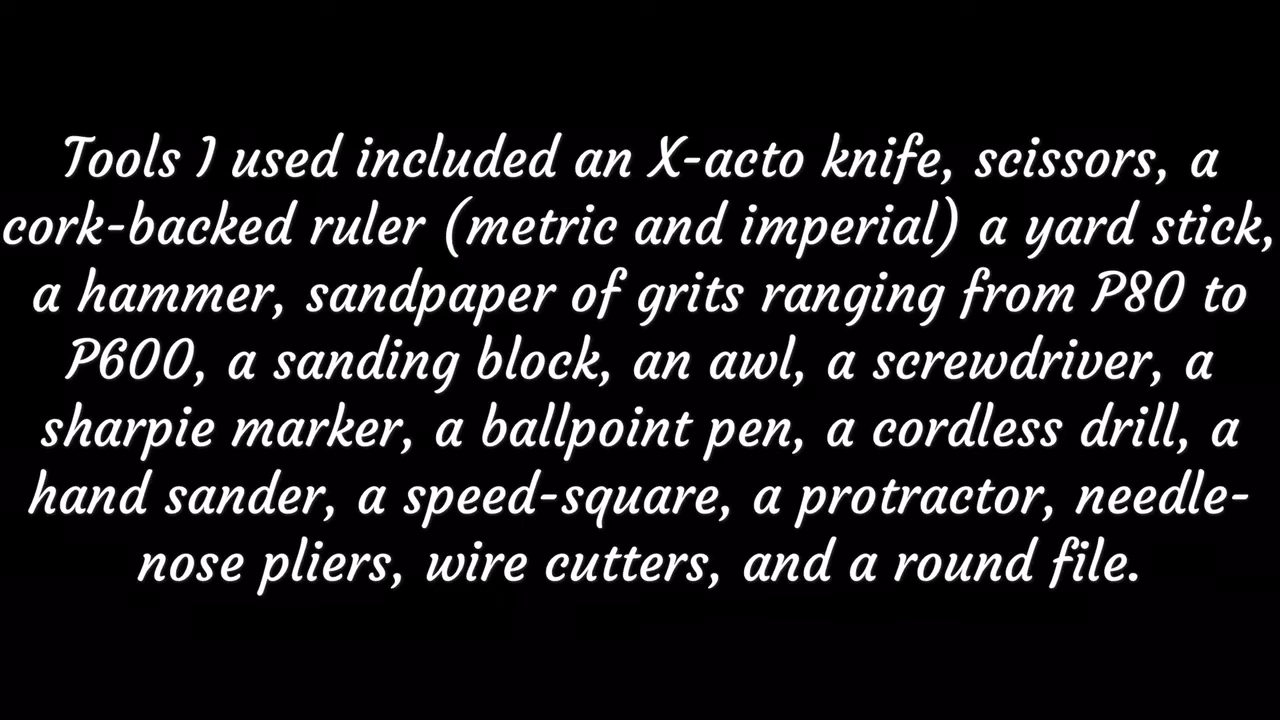 Tools I used included an X-acto knife, scissors, a
cork-backed ruler (metric and imperial) a yard stick,
a hammer, sandpaper of grits ranging from P80 to
P600, a sanding block, an awl, a screwdriver, a
sharpie marker, a ballpoint pen, a cordless drill, a
hand sander, a speed-square, a protractor, needle-
nose pliers, wire cutters, and a round file.